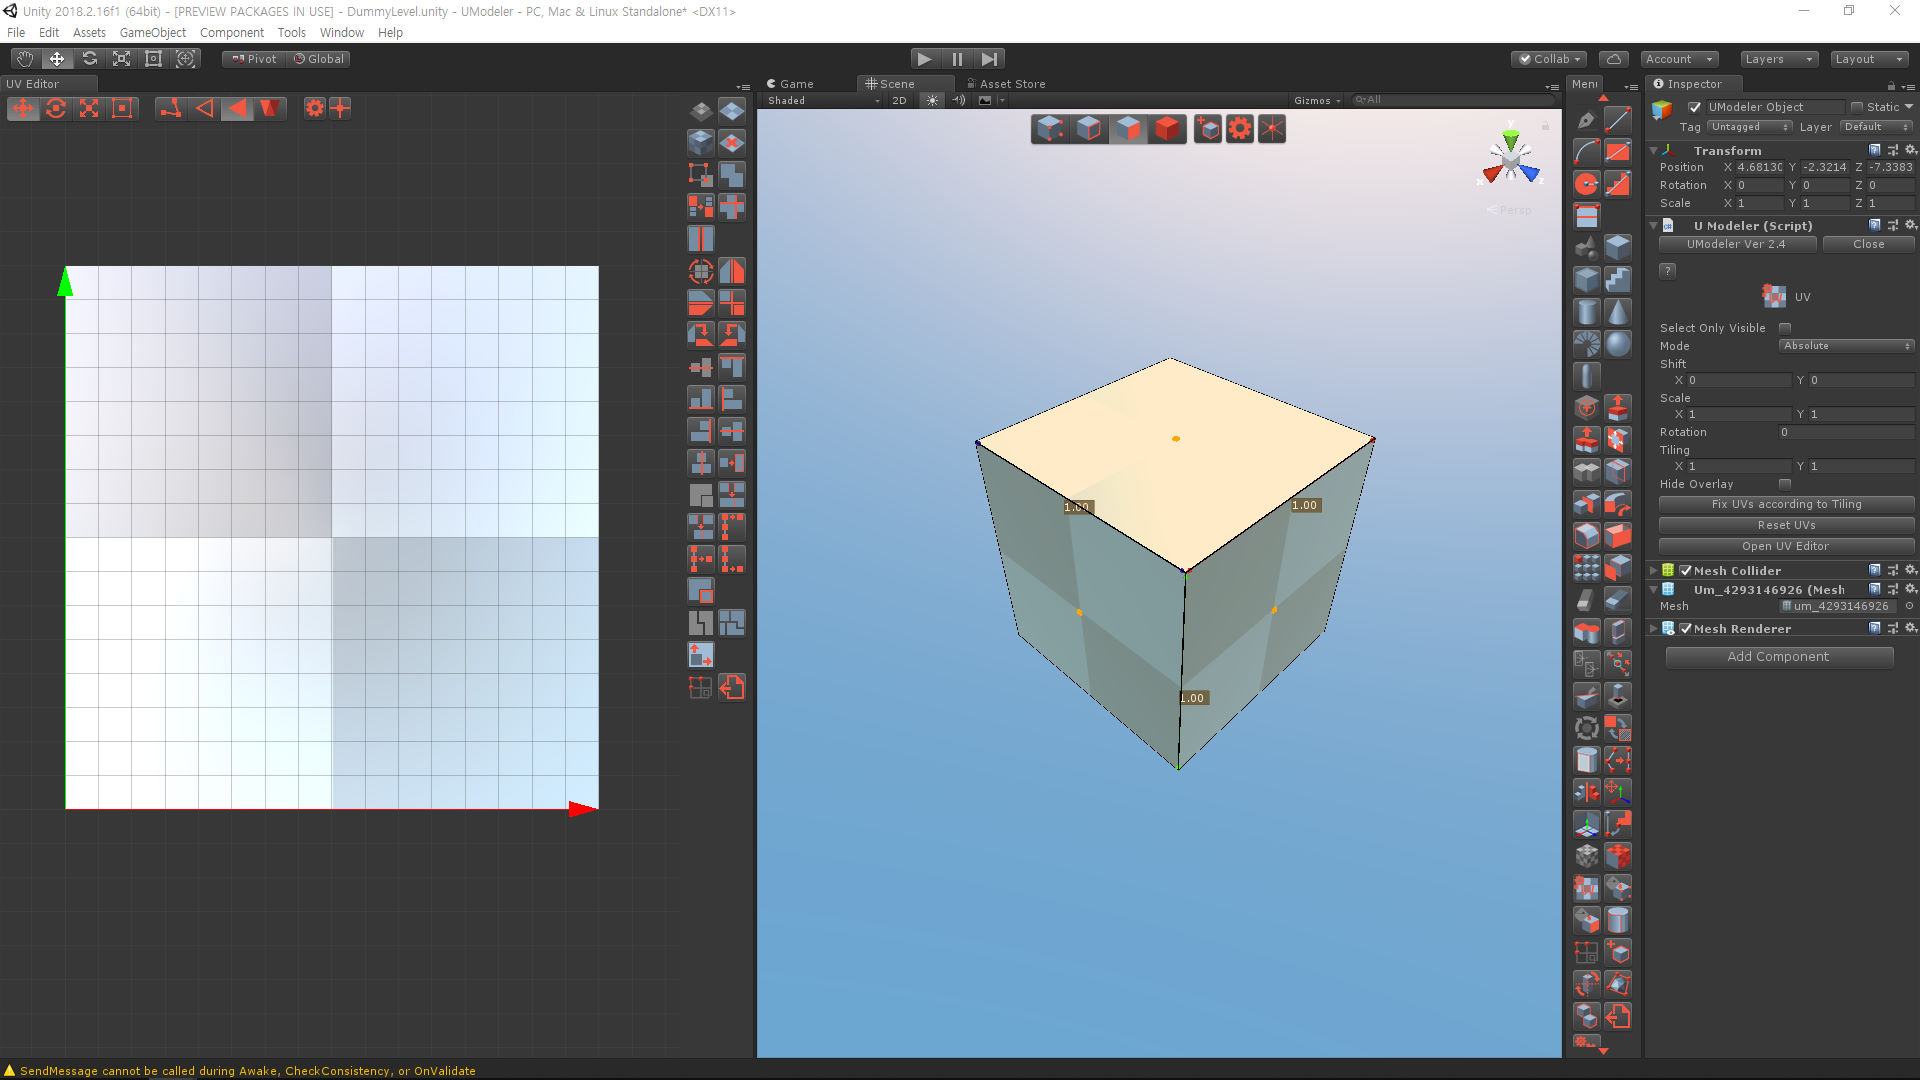 Unity 2018.2.16f1 (64bit) - [PREVIEW PACKAGES IN USE] - DummyLevel.unity - UModeler - PC, Mac & Linux Standalone* <DX11>
File Edit Assets GameObject Component Tools Window Help
Pivot Global Collab Account Layers Layout
UV Editor
Game Scene Asset Store
Menu
Inspector
Shaded 2D Gizmos All
y
x
z
Persp
1.00
1.00
1.00
UModeler Object Static
Tag Untagged Layer Default
Transform
Position X 4.6813 Y -2.3214 Z -7.3383
Rotation X 0 Y 0 Z 0
Scale X 1 Y 1 Z 1
U Modeler (Script)
UModeler Ver 2.4 Close
?
UV
Select Only Visible
Mode Absolute
Shift
X 0 Y 0
Scale
X 1 Y 1
Rotation 0
Tiling
X 1 Y 1
Hide Overlay
Fix UVs according to Tiling
Reset UVs
Open UV Editor
Mesh Collider
Um_4293146926 (Mesh
Mesh um_4293146926
Mesh Renderer
Add Component
SendMessage cannot be called during Awake, CheckConsistency, or OnValidate